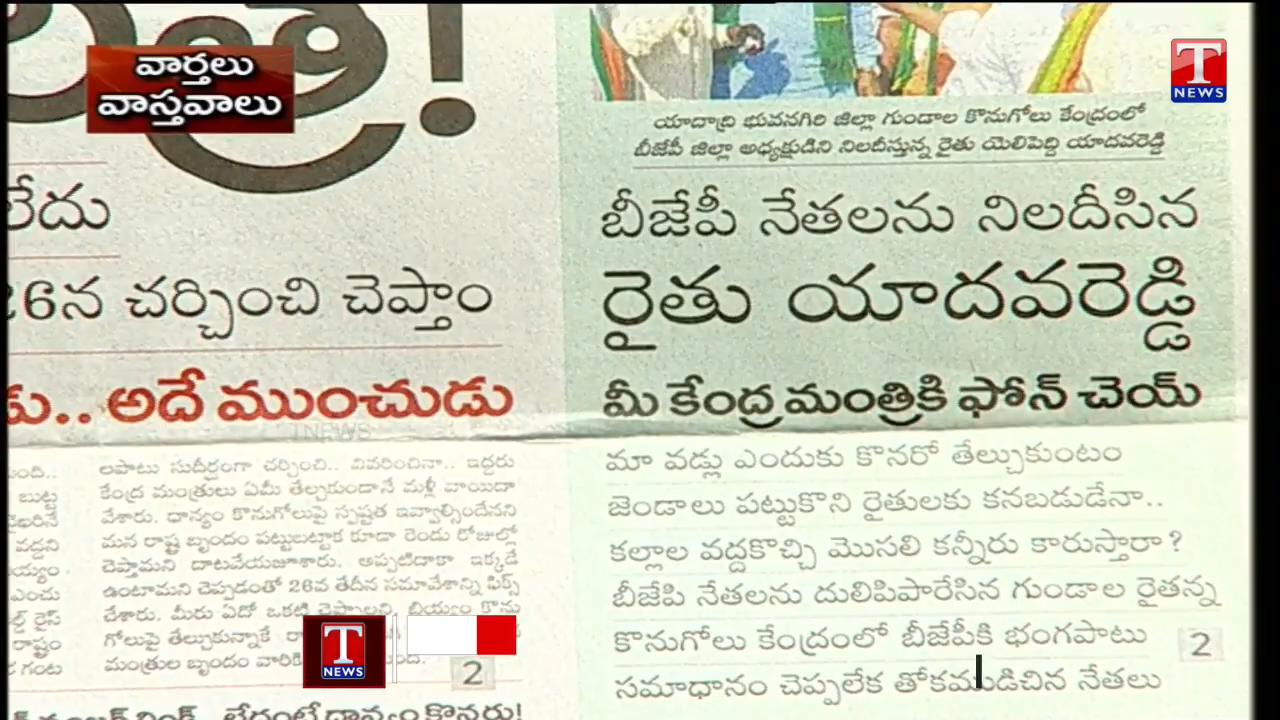 వార్తలు
వాస్తవాలు
T
NEWS
లేదు
26న చర్చించి చెప్తాం
డు.. అదే ముంచుడు
లపాటు సుదీర్ఘంగా చర్చించి.. వివరించినా.. ఇద్దరు
కేంద్ర మంత్రులు ఏమీ తేల్చకుండానే మళ్లీ వాయిదా
వేశారు. ధాన్యం కొనుగోలుపై స్పష్టత ఇవ్వాల్సిందేనని
మన రాష్ట్ర బృందం పట్టుబట్టాక కూడా రెండు రోజుల్లో
చెప్తామని దాటవేయజూశారు. అప్పటిదాకా ఇక్కడే
ఉంటామని చెప్పడంతో 26వ తేదీన సమావేశాన్ని ఫిక్స్
చేశారు. మీరు ఏదో ఒకటి చెప్పాలని, బియ్యం కొను
గోలుపై తేల్చుకున్నాకే
మంత్రుల బృందం
2
యాదాద్రి భువనగిరి జిల్లా గుండాల కొనుగోలు కేంద్రంలో
బీజేపీ జిల్లా అధ్యక్షుడిని నిలదీస్తున్న రైతు యెలిపెద్ది యాదవరెడ్డి
బీజేపీ నేతలను నిలదీసిన
రైతు యాదవరెడ్డి
మీ కేంద్ర మంత్రికి ఫోన్ చెయ్
మా వడ్లు ఎందుకు కొనరో తేల్చుకుంటం
జెండాలు పట్టుకొని రైతులకు కనబడుడేనా..
కల్లాల వద్దకొచ్చి మొసలి కన్నీరు కారుస్తారా?
బీజేపి నేతలను దులిపిపారేసిన గుండాల రైతన్న
కొనుగోలు కేంద్రంలో బీజేపీకి భంగపాటు
సమాధానం చెప్పలేక తోకముడిచిన నేతలు
2
T
NEWS